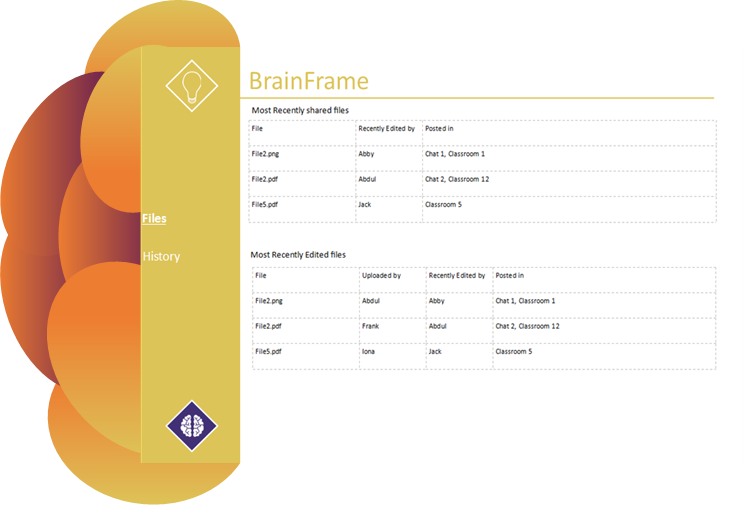 BrainFrame
Most Recently shared files
File Recently Edited by Posted in
File2.png Abby Chat 1, Classroom 1
File2.pdf Abdul Chat 2, Classroom 12
File5.pdf Jack Classroom 5
Files
History
Most Recently Edited files
File Uploaded by Recently Edited by Posted in
File2.png Abdul Abby Chat 1, Classroom 1
File2.pdf Frank Abdul Chat 2, Classroom 12
File5.pdf Iona Jack Classroom 5